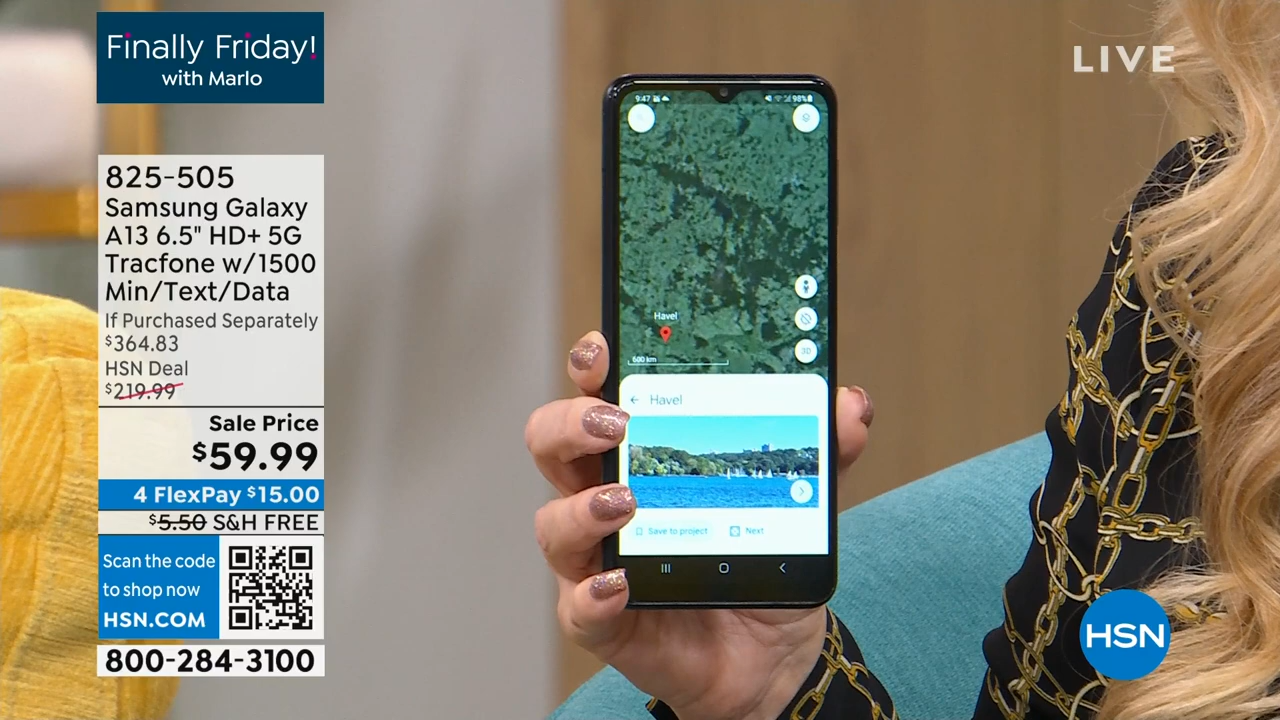 Finally Friday!
with Marlo
LIVE
825-505
Samsung Galaxy
A13 6.5" HD+ 5G
Tracfone w/1500
Min/Text/Data
If Purchased Separately
$364.83
HSN Deal
$219.99
Sale Price
$59.99
4 FlexPay $15.00
$5.50 S&H FREE
Scan the code
to shop now
HSN.COM
800-284-3100
9:47
98%
Havel
600 km
3D
Havel
Save to project
Next
HSN